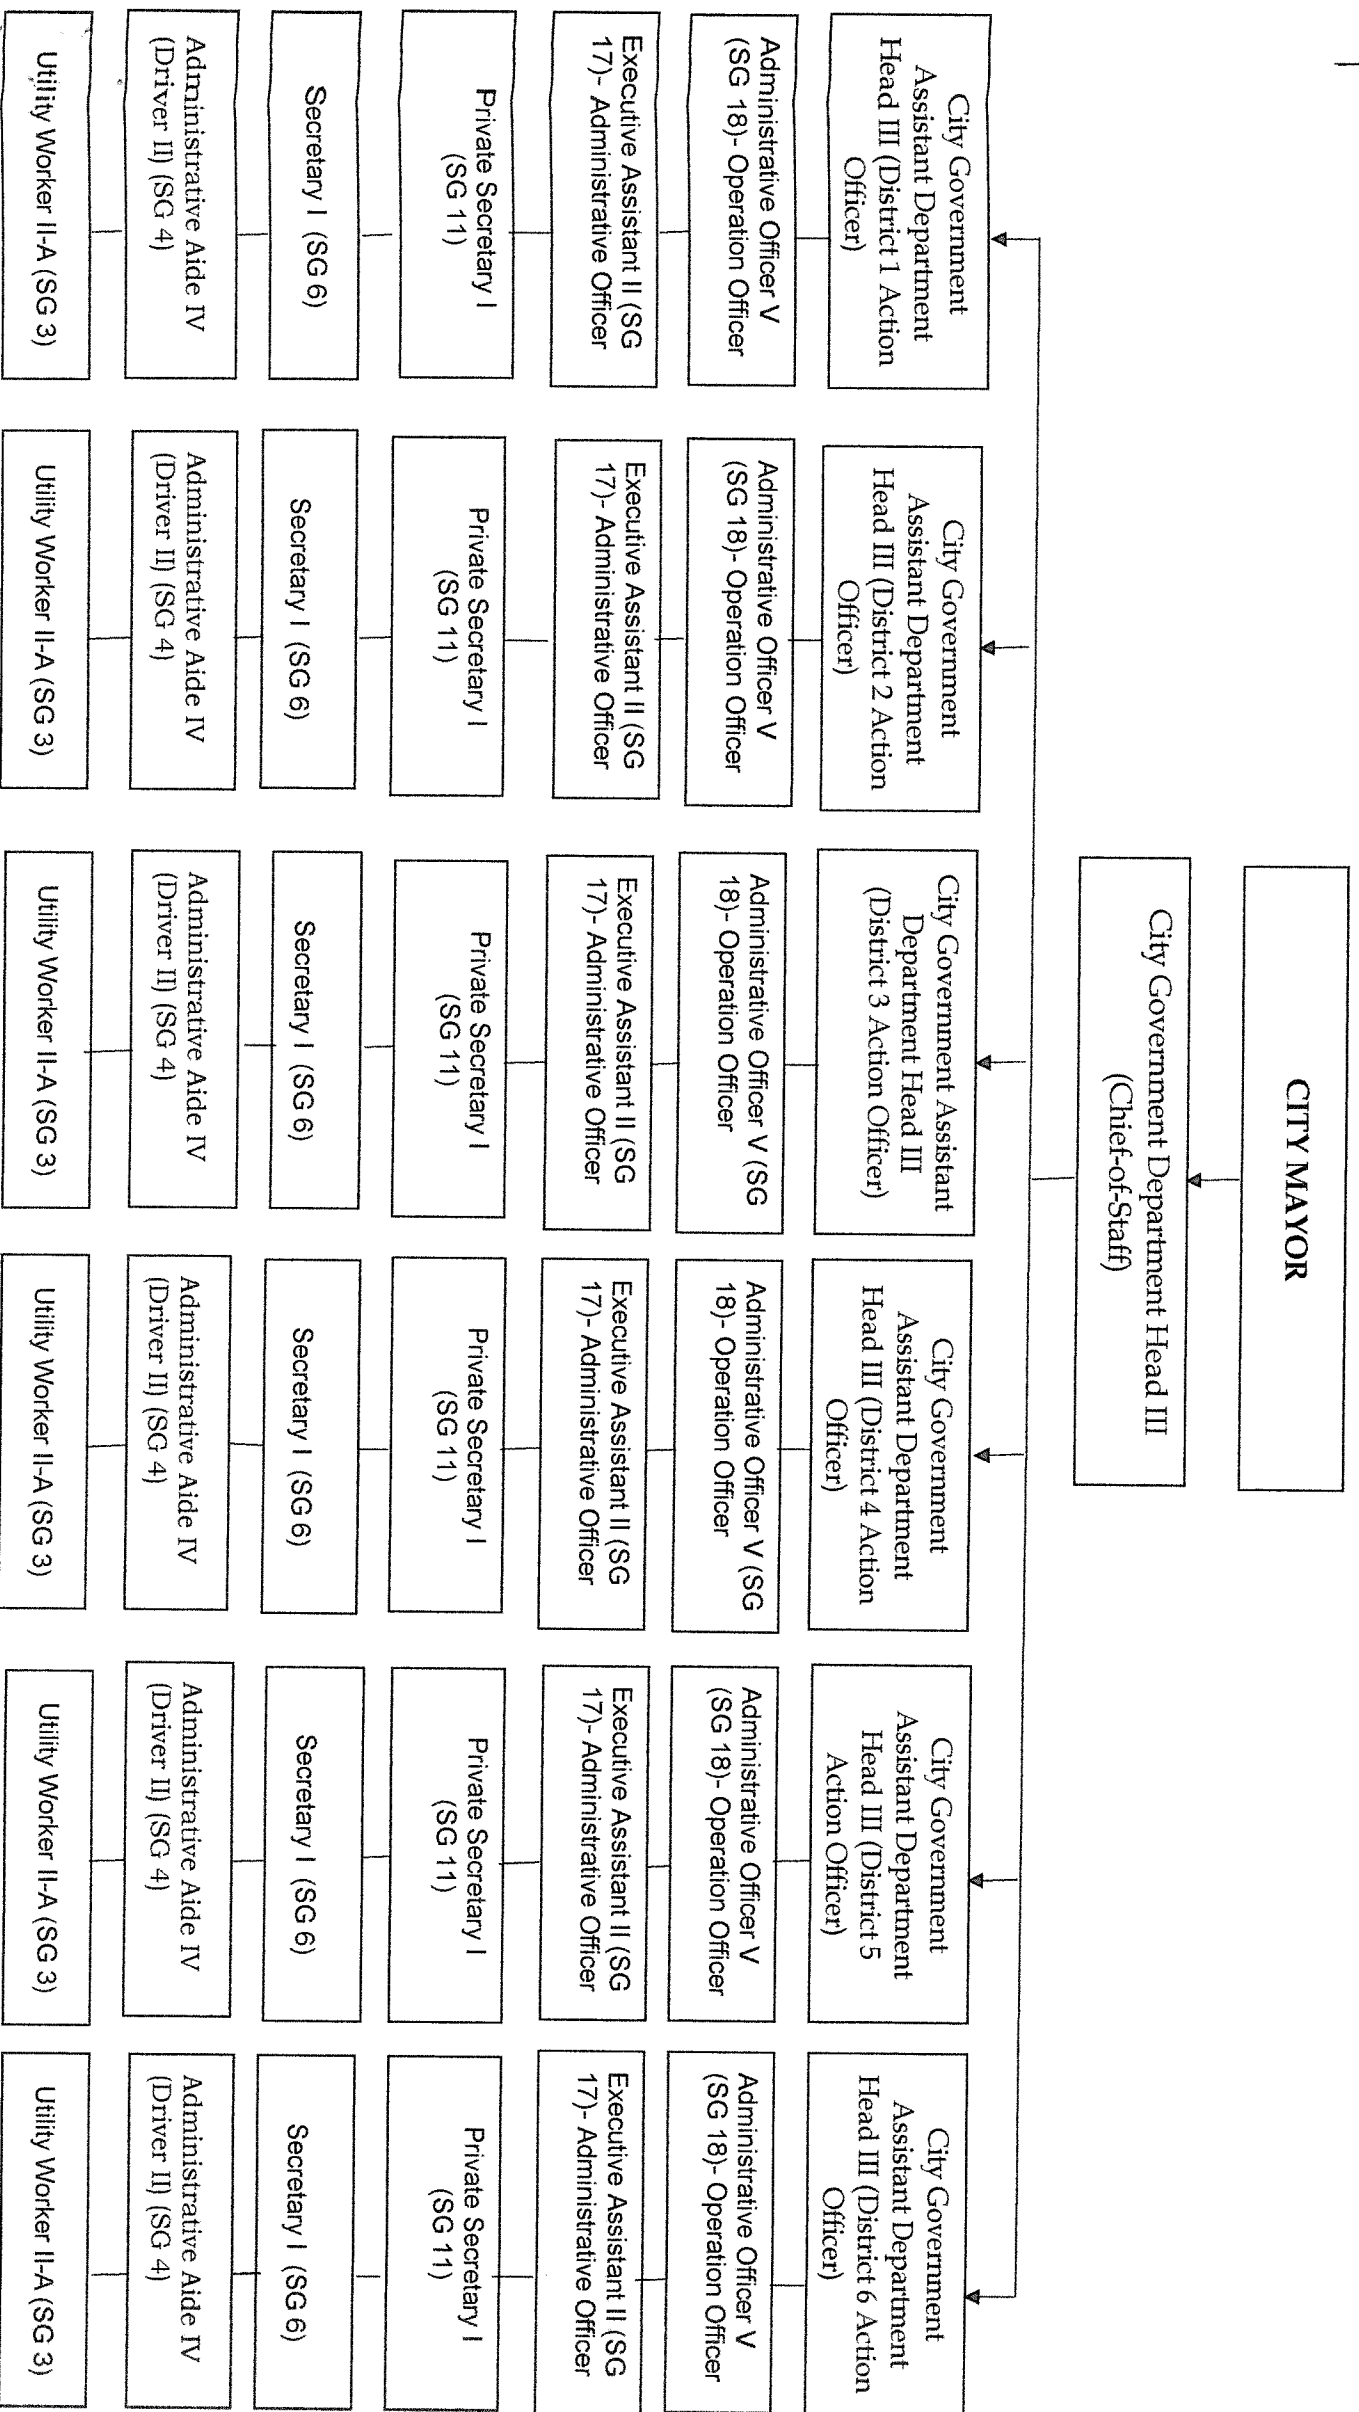 CITY MAYOR
City Government Department Head III
(Chief-of-Staff)
City Government
Assistant Department
Head III (District 1 Action
Officer)
Administrative Officer V
(SG 18)- Operation Officer
Executive Assistant II (SG
17)- Administrative Officer
Private Secretary I
(SG 11)
Secretary I (SG 6)
Administrative Aide IV
(Driver II) (SG 4)
Utility Worker II-A (SG 3)
City Government
Assistant Department
Head III (District 2 Action
Officer)
Administrative Officer V
(SG 18)- Operation Officer
Executive Assistant II (SG
17)- Administrative Officer
Private Secretary I
(SG 11)
Secretary I (SG 6)
Administrative Aide IV
(Driver II) (SG 4)
Utility Worker II-A (SG 3)
City Government Assistant
Department Head III
(District 3 Action Officer)
Administrative Officer V (SG
18)- Operation Officer
Executive Assistant II (SG
17)- Administrative Officer
Private Secretary I
(SG 11)
Secretary I (SG 6)
Administrative Aide IV
(Driver II) (SG 4)
Utility Worker II-A (SG 3)
City Government
Assistant Department
Head III (District 4 Action
Officer)
Administrative Officer V (SG
18)- Operation Officer
Executive Assistant II (SG
17)- Administrative Officer
Private Secretary I
(SG 11)
Secretary I (SG 6)
Administrative Aide IV
(Driver II) (SG 4)
Utility Worker II-A (SG 3)
City Government
Assistant Department
Head III (District 5
Action Officer)
Administrative Officer V
(SG 18)- Operation Officer
Executive Assistant II (SG
17)- Administrative Officer
Private Secretary I
(SG 11)
Secretary I (SG 6)
Administrative Aide IV
(Driver II) (SG 4)
Utility Worker II-A (SG 3)
City Government
Assistant Department
Head III (District 6 Action
Officer)
Administrative Officer V
(SG 18)- Operation Officer
Executive Assistant II (SG
17)- Administrative Officer
Private Secretary I
(SG 11)
Secretary I (SG 6)
Administrative Aide IV
(Driver II) (SG 4)
Utility Worker II-A (SG 3)